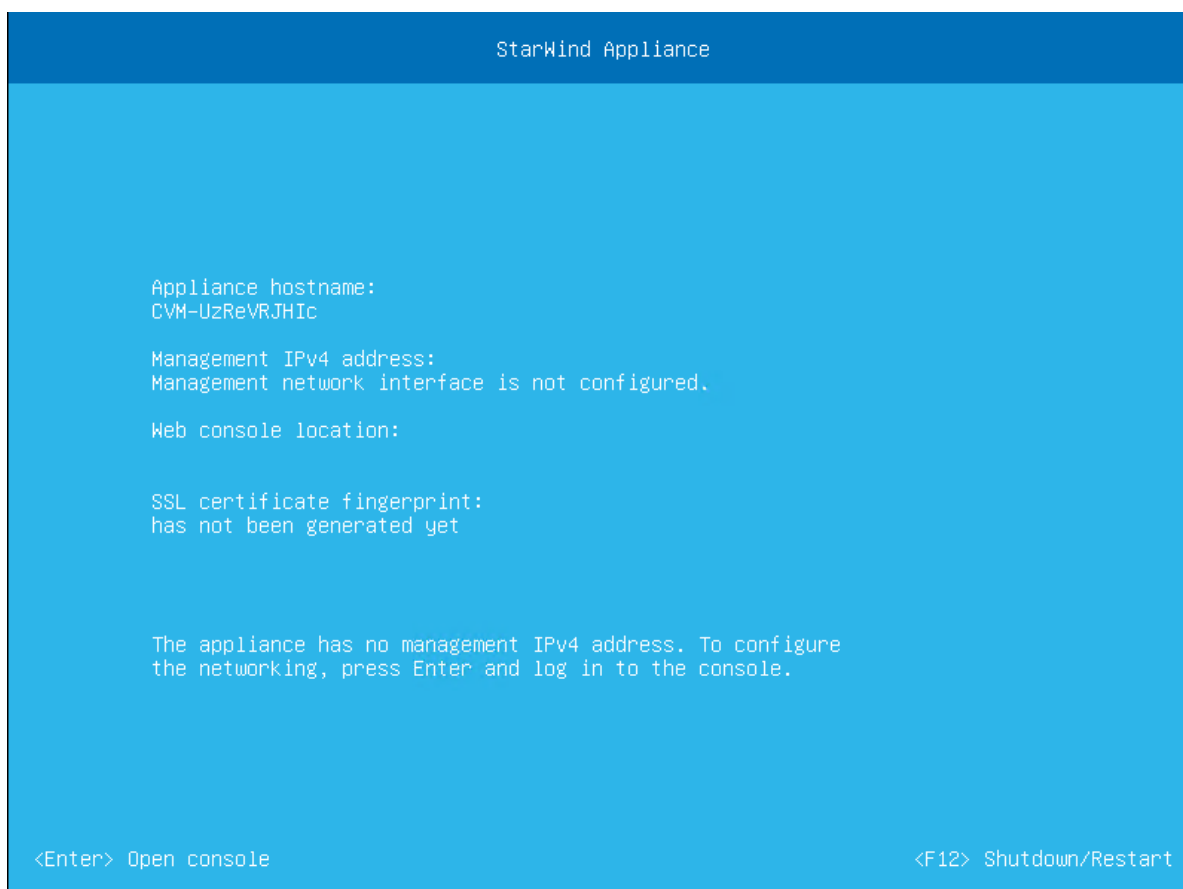 StarWind Appliance
Appliance hostname:
CVM-UzReVRJHIc
Management IPv4 address:
Management network interface is not configured.
Web console location:
SSL certificate fingerprint:
has not been generated yet
The appliance has no management IPv4 address. To configure
the networking, press Enter and log in to the console.
<Enter> Open console
<F12> Shutdown/Restart